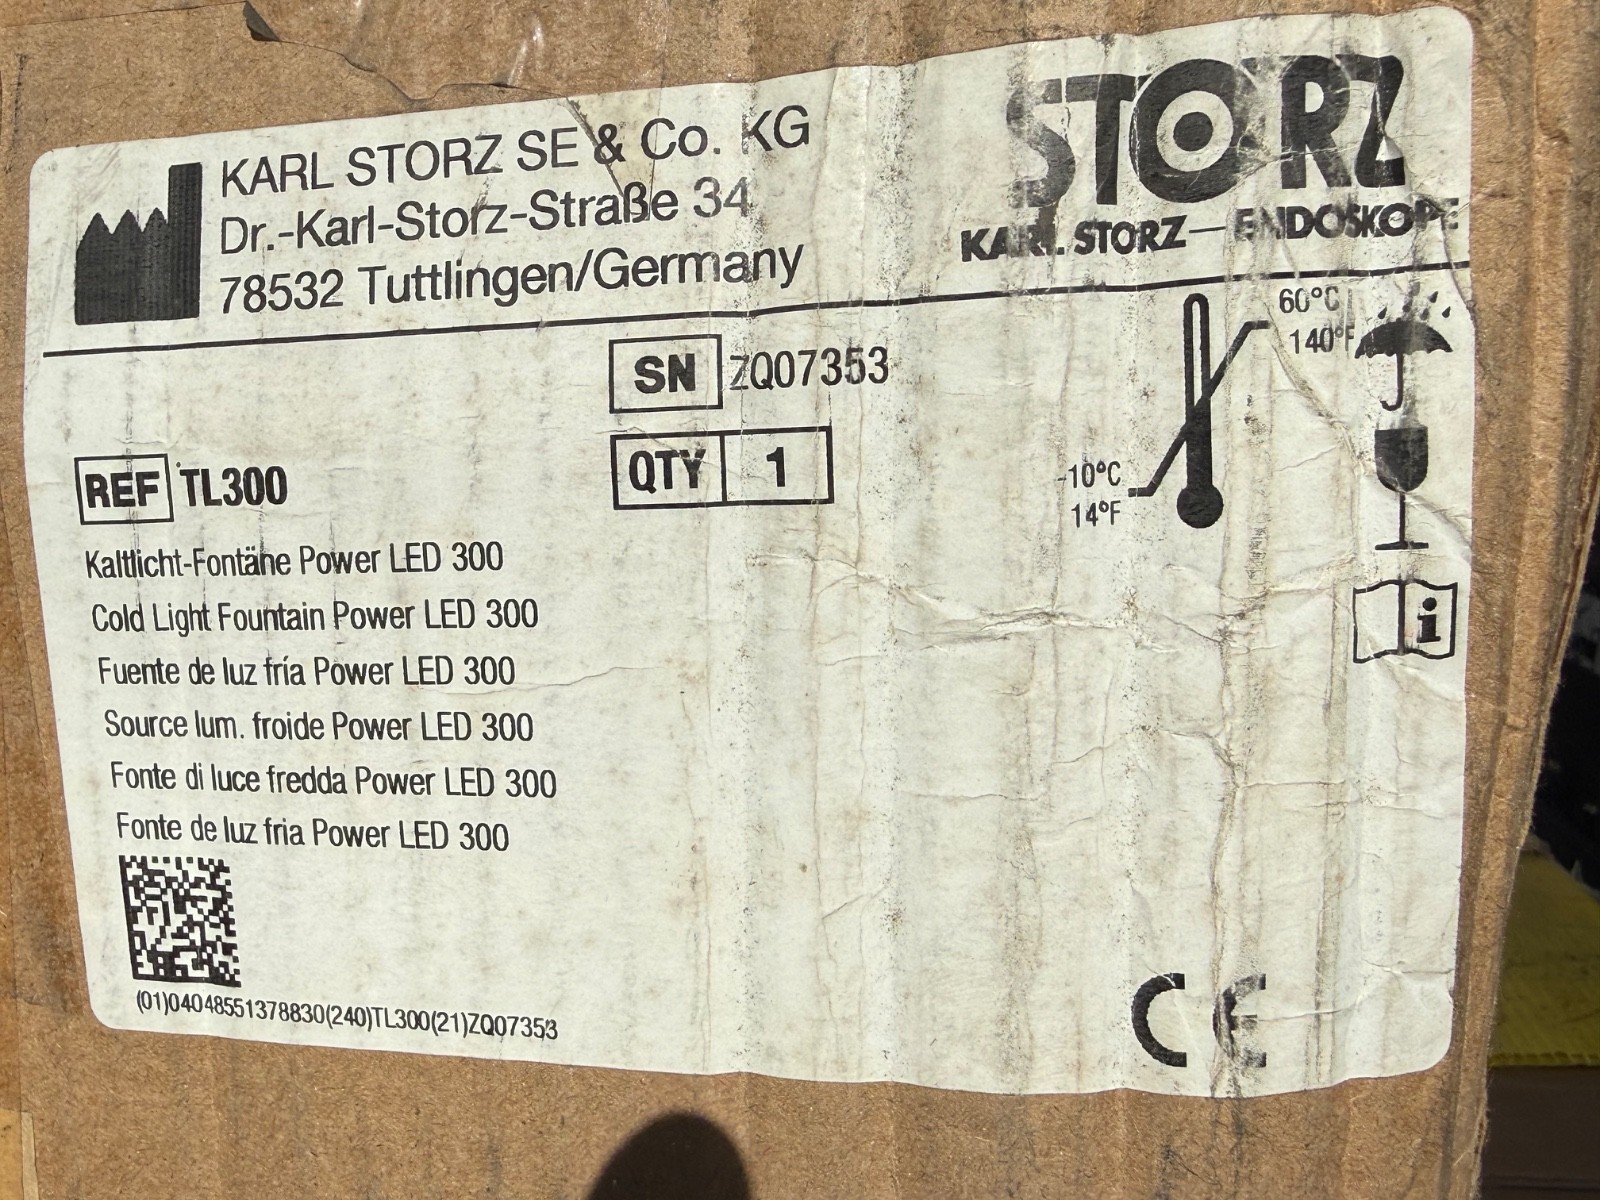 KARL STORZ SE & Co. KG
Dr.-Karl-Storz-Straße 34
78532 Tuttlingen/Germany
STORZ
KARL STORZ — ENDOSKOPE
SN ZQ07353
REF TL300
QTY 1
60°C
140°F
-10°C
14°F
Kaltlicht-Fontäne Power LED 300
Cold Light Fountain Power LED 300
Fuente de luz fría Power LED 300
Source lum. froide Power LED 300
Fonte di luce fredda Power LED 300
Fonte de luz fria Power LED 300
i
(01)04048551378830(240)TL300(21)ZQ07353
CE